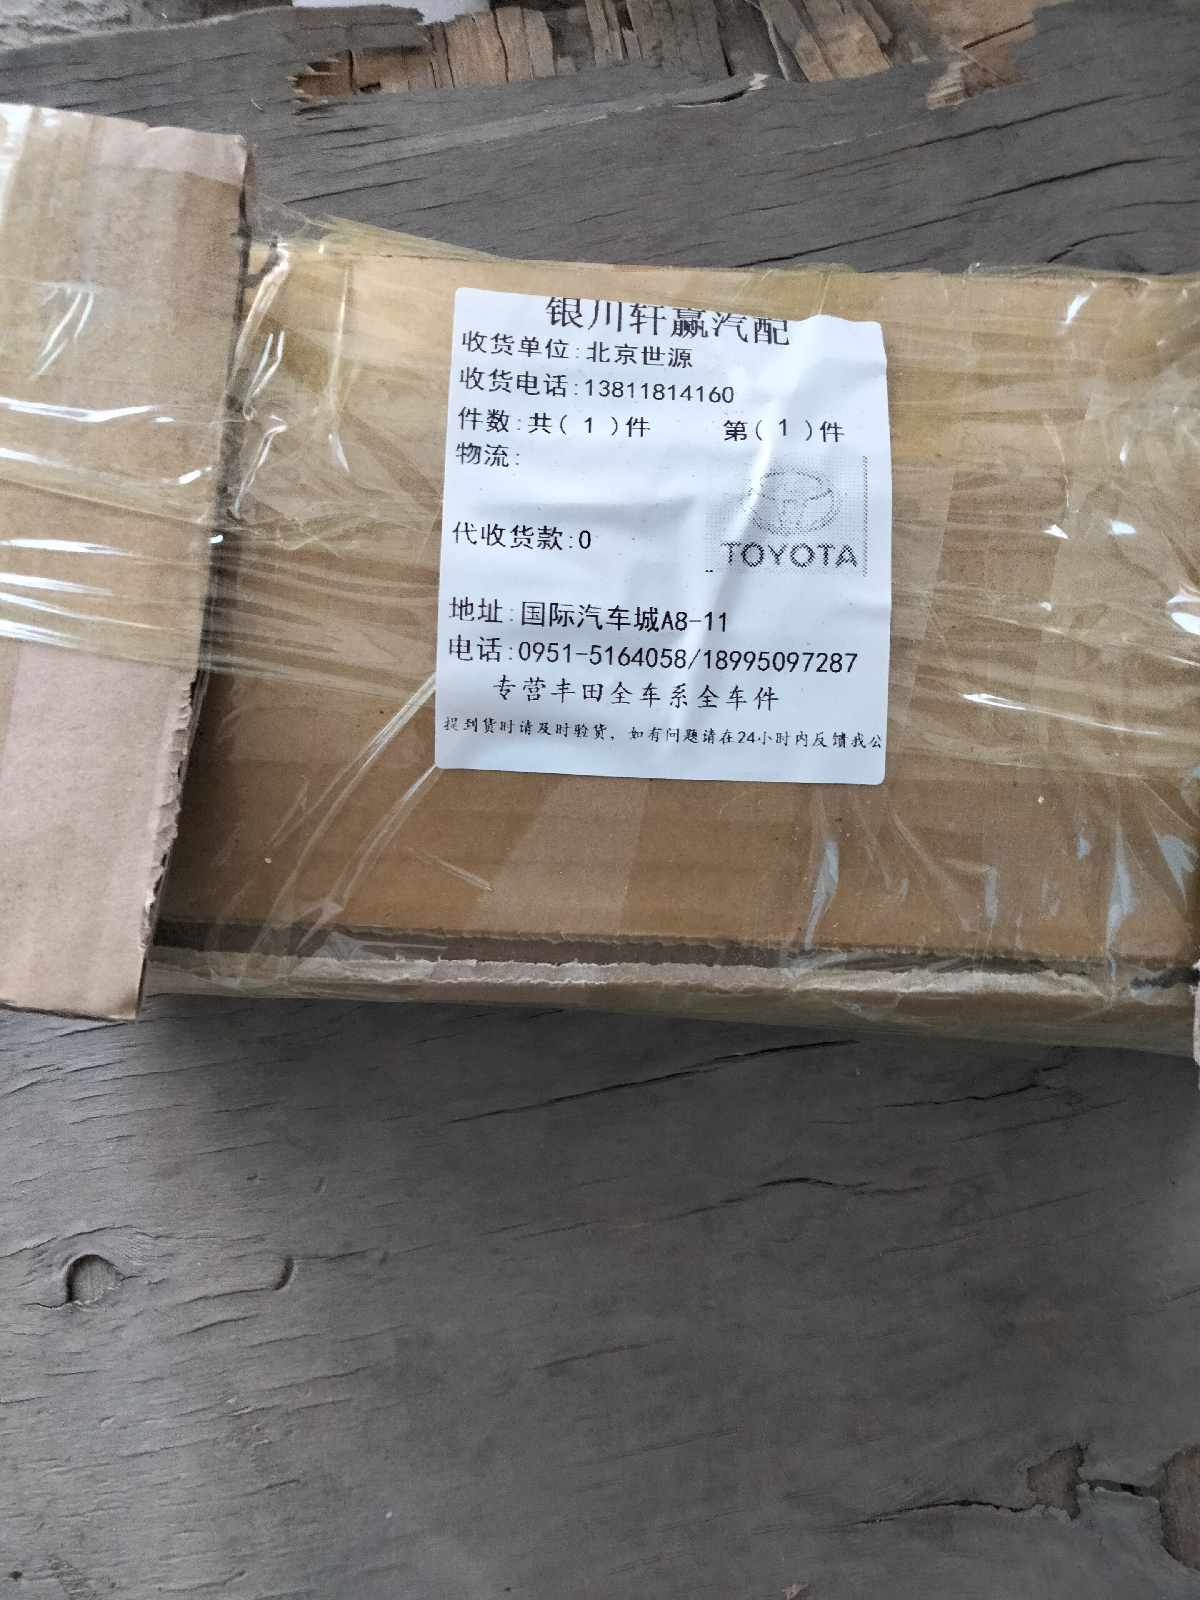 银川轩赢汽配
收货单位:北京世源
收货电话:13811814160
件数:共( 1 )件 第( 1 )件
物流:
TOYOTA
代收货款:0
地址:国际汽车城A8-11
电话:0951-5164058/18995097287
专营丰田全车系全车件
提到货时请及时验货，如有问题请在24小时内反馈我公